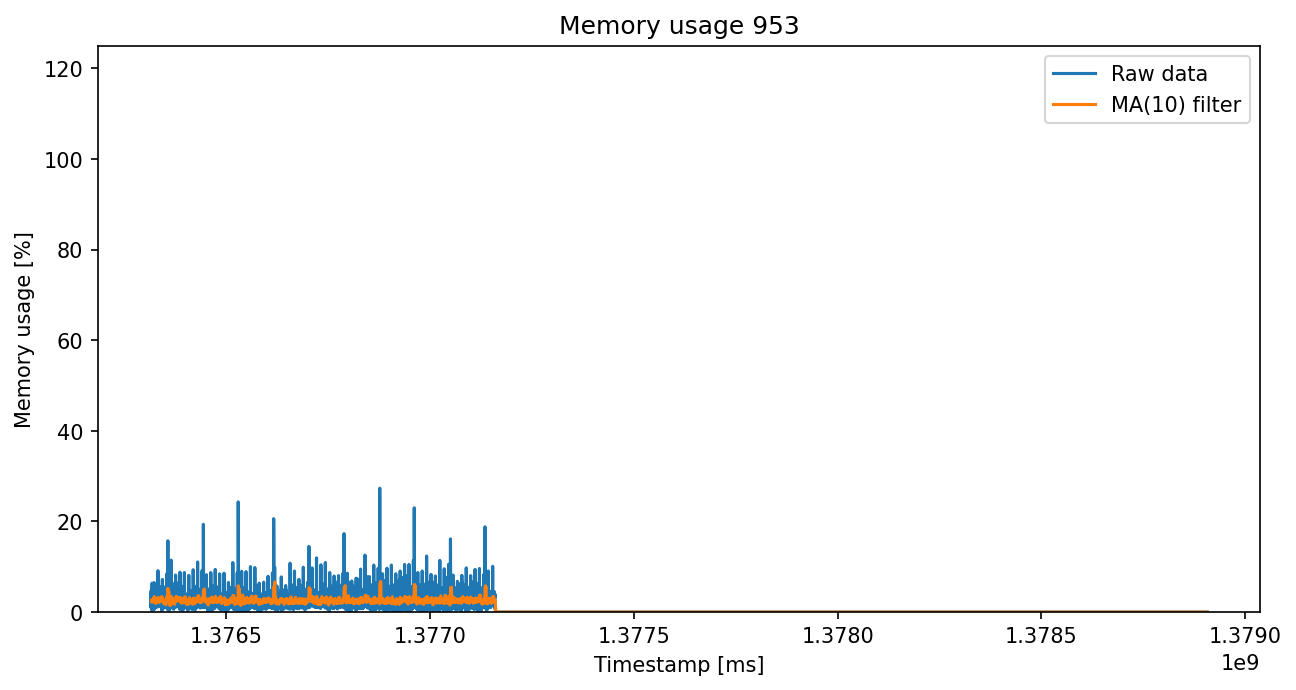 Memory usage 953
Raw data
MA(10) filter
Memory usage [%]
120
100
80
60
40
20
0
1.3765 1.3770 1.3775 1.3780 1.3785 1.3790
1e9
Timestamp [ms]